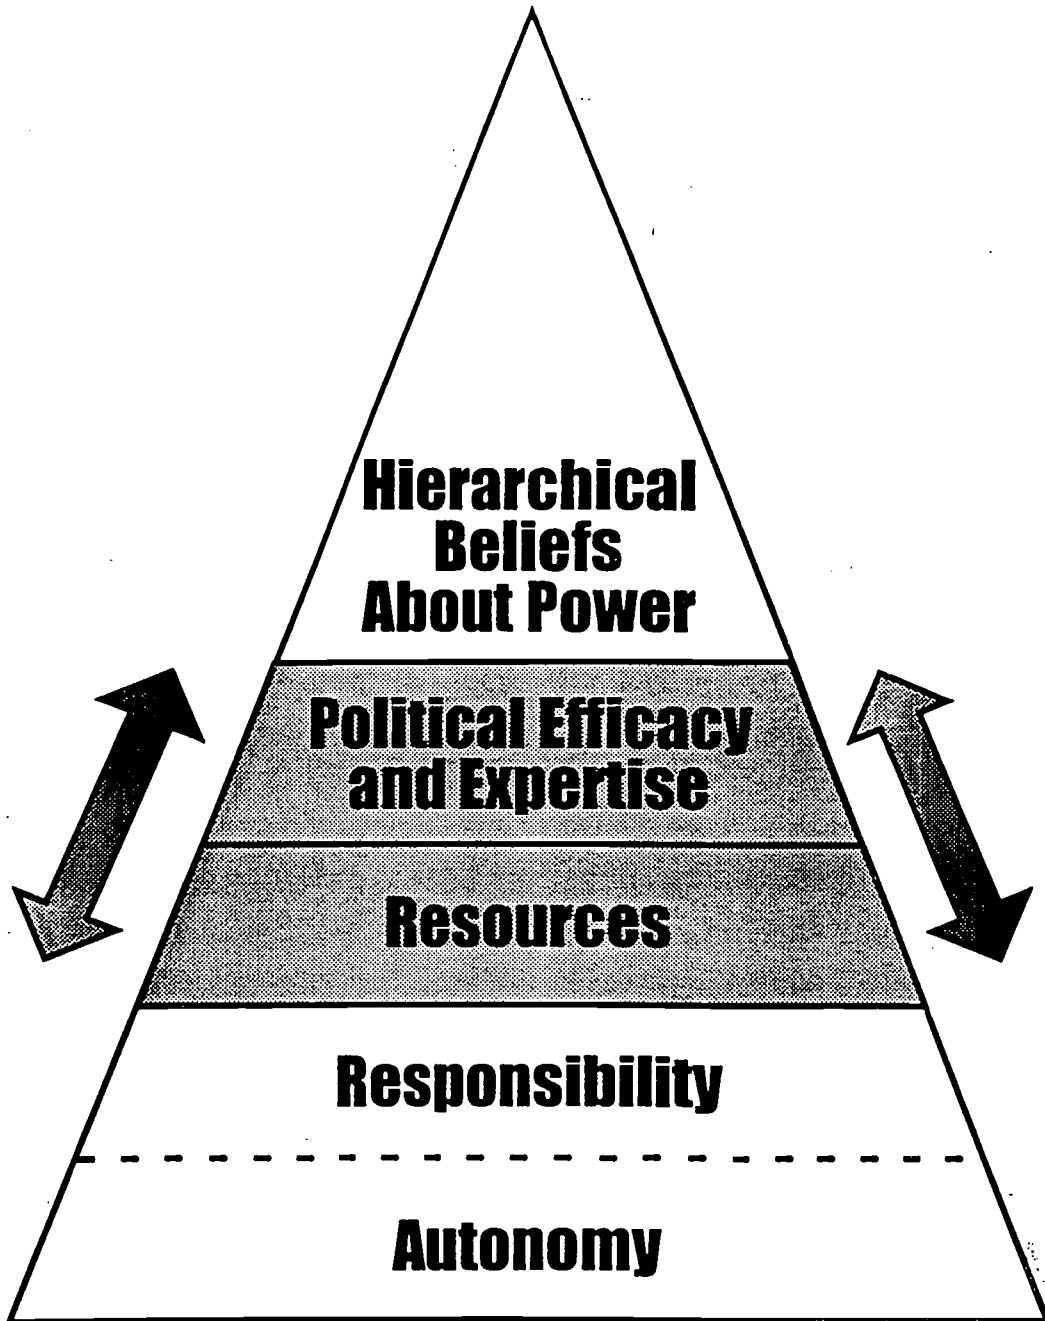 Hierarchical
Beliefs
About Power
Political Efficacy
and Expertise
Resources
Responsibility
Autonomy